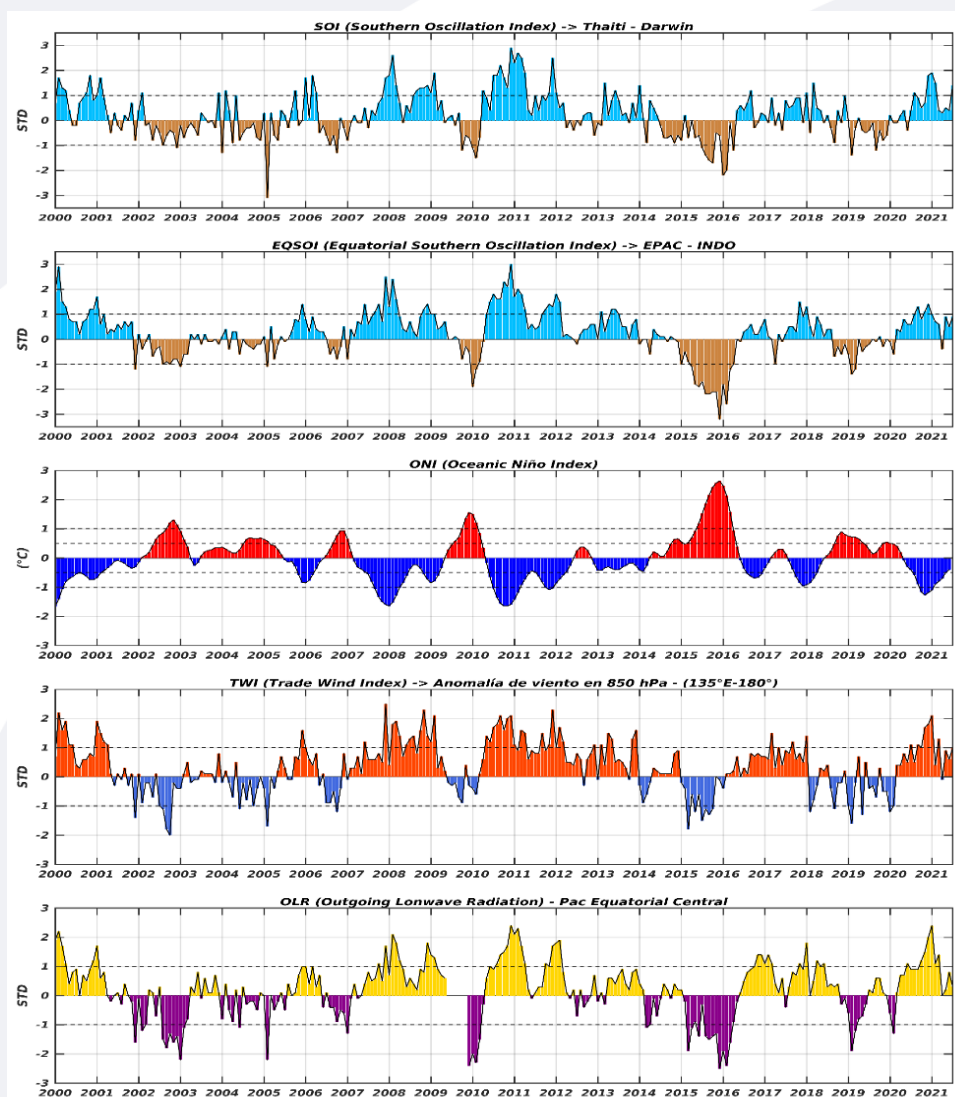 SOI (Southern Oscillation Index) -> Thaiti - Darwin
3
2
1
0
-1
-2
-3
STD
2000 2001 2002 2003 2004 2005 2006 2007 2008 2009 2010 2011 2012 2013 2014 2015 2016 2017 2018 2019 2020 2021
EQSOI (Equatorial Southern Oscillation Index) -> EPAC - INDO
3
2
1
0
-1
-2
-3
STD
2000 2001 2002 2003 2004 2005 2006 2007 2008 2009 2010 2011 2012 2013 2014 2015 2016 2017 2018 2019 2020 2021
ONI (Oceanic Niño Index)
3
2
1
0
-1
-2
-3
(°C)
2000 2001 2002 2003 2004 2005 2006 2007 2008 2009 2010 2011 2012 2013 2014 2015 2016 2017 2018 2019 2020 2021
TWI (Trade Wind Index) -> Anomalía de viento en 850 hPa - (135°E-180°)
3
2
1
0
-1
-2
-3
STD
2000 2001 2002 2003 2004 2005 2006 2007 2008 2009 2010 2011 2012 2013 2014 2015 2016 2017 2018 2019 2020 2021
OLR (Outgoing Lonwave Radiation) - Pac Equatorial Central
3
2
1
0
-1
-2
-3
STD
2000 2001 2002 2003 2004 2005 2006 2007 2008 2009 2010 2011 2012 2013 2014 2015 2016 2017 2018 2019 2020 2021